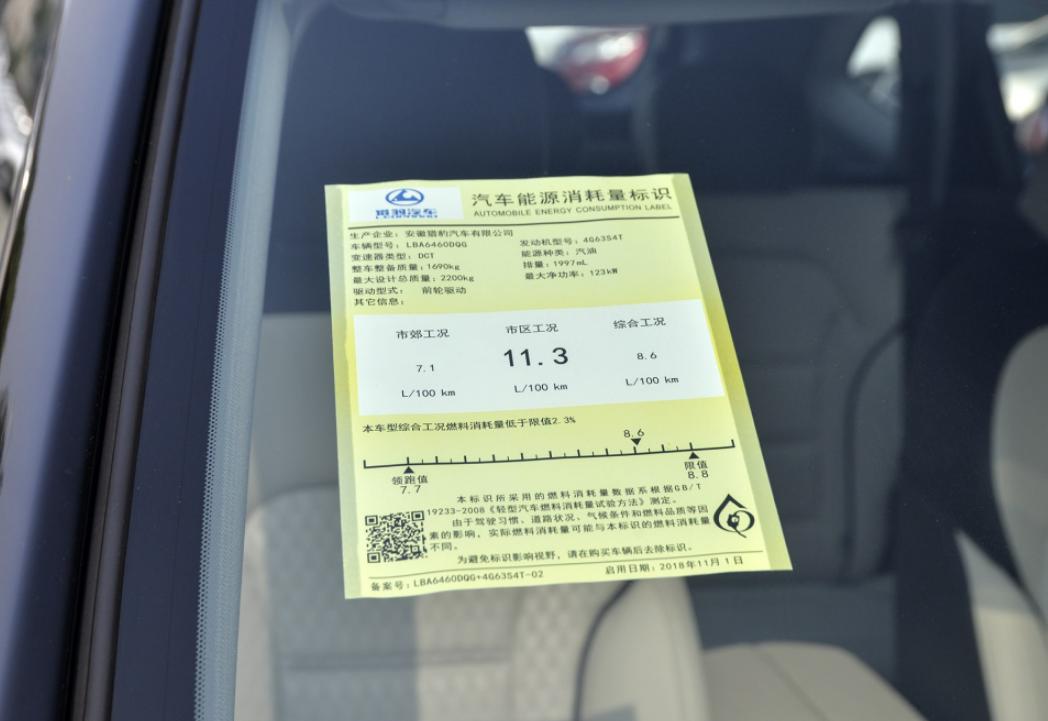 猎豹汽车
汽车能源消耗量标识
AUTOMOBILE ENERGY CONSUMPTION LABEL
生产企业：安徽猎豹汽车有限公司
车辆型号：LBA6460DQG 发动机型号：4G63S4T
变速器类型：DCT 能源种类：汽油
整车整备质量：1690kg 排量：1997mL
最大设计总质量：2200kg 最大净功率：123kW
驱动型式： 前轮驱动
其它信息：
市郊工况 市区工况 综合工况
7.1 11.3 8.6
L/100 km L/100 km L/100 km
本车型综合工况燃料消耗量低于限值2.3%
8.6
领跑值 限值
7.7 8.8
本标识所采用的燃料消耗量数据系根据GB/T
19233-2008《轻型汽车燃料消耗量试验方法》测定。
由于驾驶习惯、道路状况、气候条件和燃料品质等因
素的影响，实际燃料消耗量可能与本标识的燃料消耗量
不同。
为避免标识影响视野，请在购买车辆后去除标识。
备案号：LBA6460DQG+4G63S4T-02 启用日期：2018年11月1日